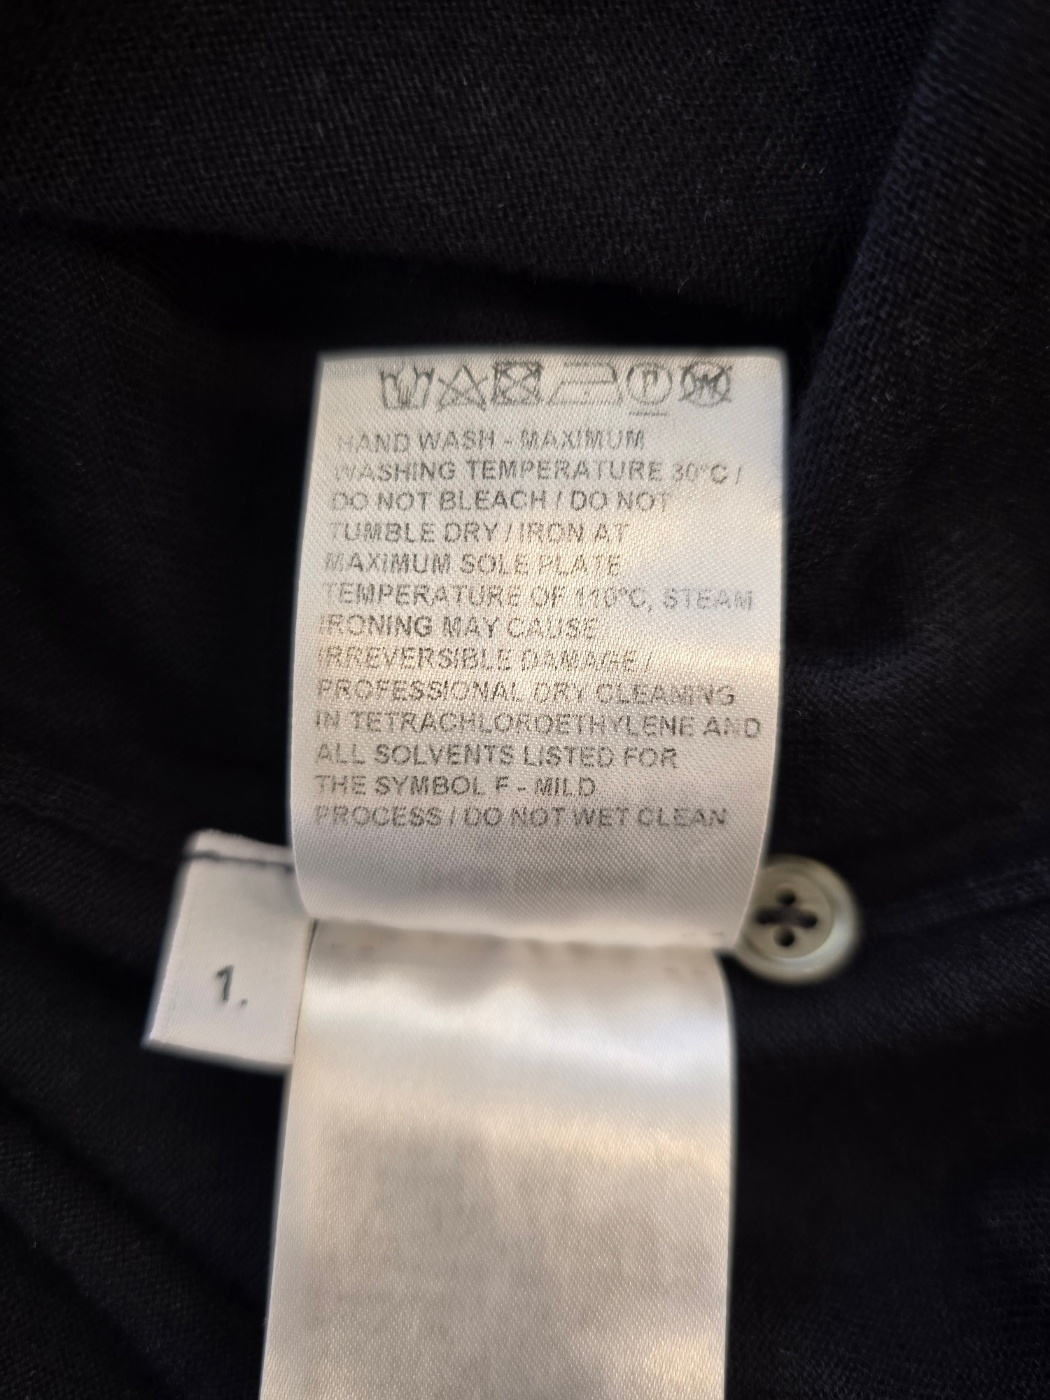 HAND WASH - MAXIMUM
WASHING TEMPERATURE 30°C /
DO NOT BLEACH / DO NOT
TUMBLE DRY / IRON AT
MAXIMUM SOLE PLATE
TEMPERATURE OF 110°C, STEAM
IRONING MAY CAUSE
IRREVERSIBLE DAMAGE /
PROFESSIONAL DRY CLEANING
IN TETRACHLOROETHYLENE AND
ALL SOLVENTS LISTED FOR
THE SYMBOL F - MILD
PROCESS / DO NOT WET CLEAN
1.